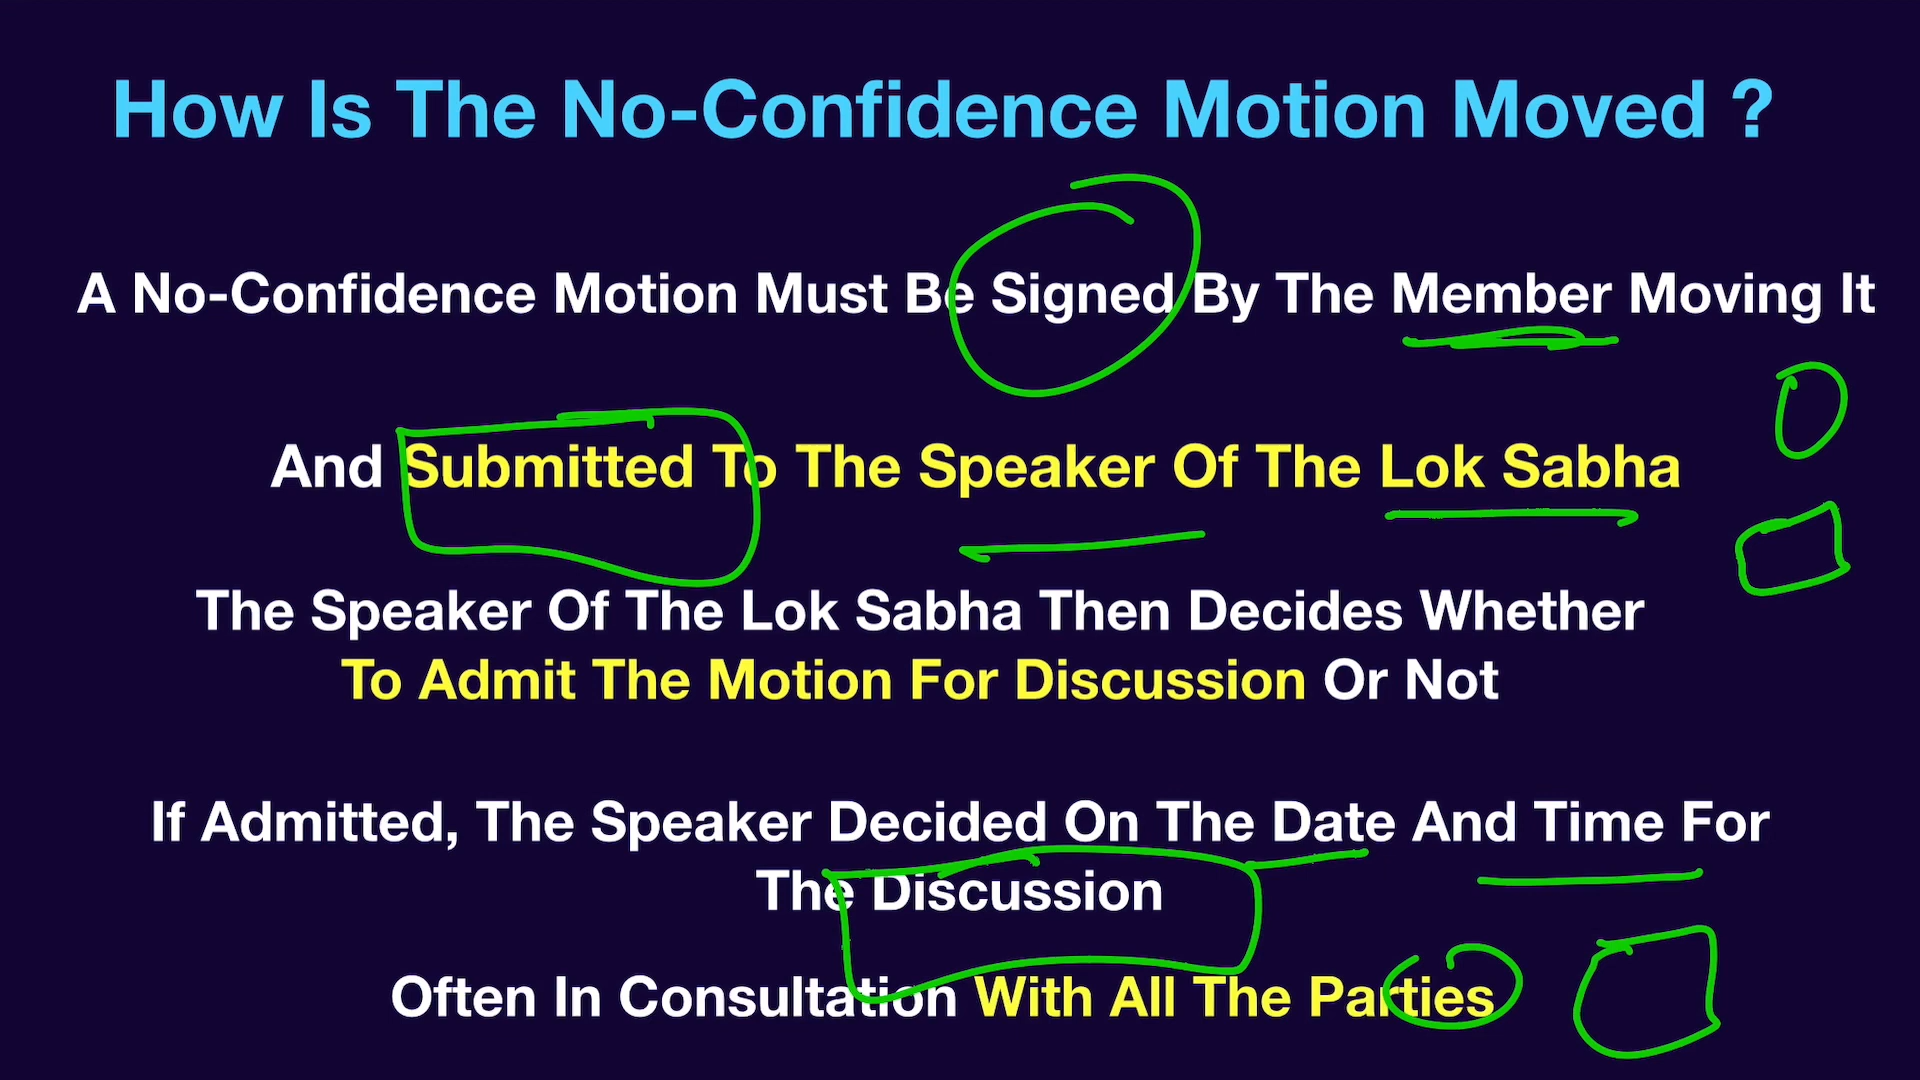 How Is The No-Confidence Motion Moved ?
A No-Confidence Motion Must Be Signed By The Member Moving It
And Submitted To The Speaker Of The Lok Sabha
The Speaker Of The Lok Sabha Then Decides Whether
To Admit The Motion For Discussion Or Not
If Admitted, The Speaker Decided On The Date And Time For
The Discussion
Often In Consultation With All The Parties